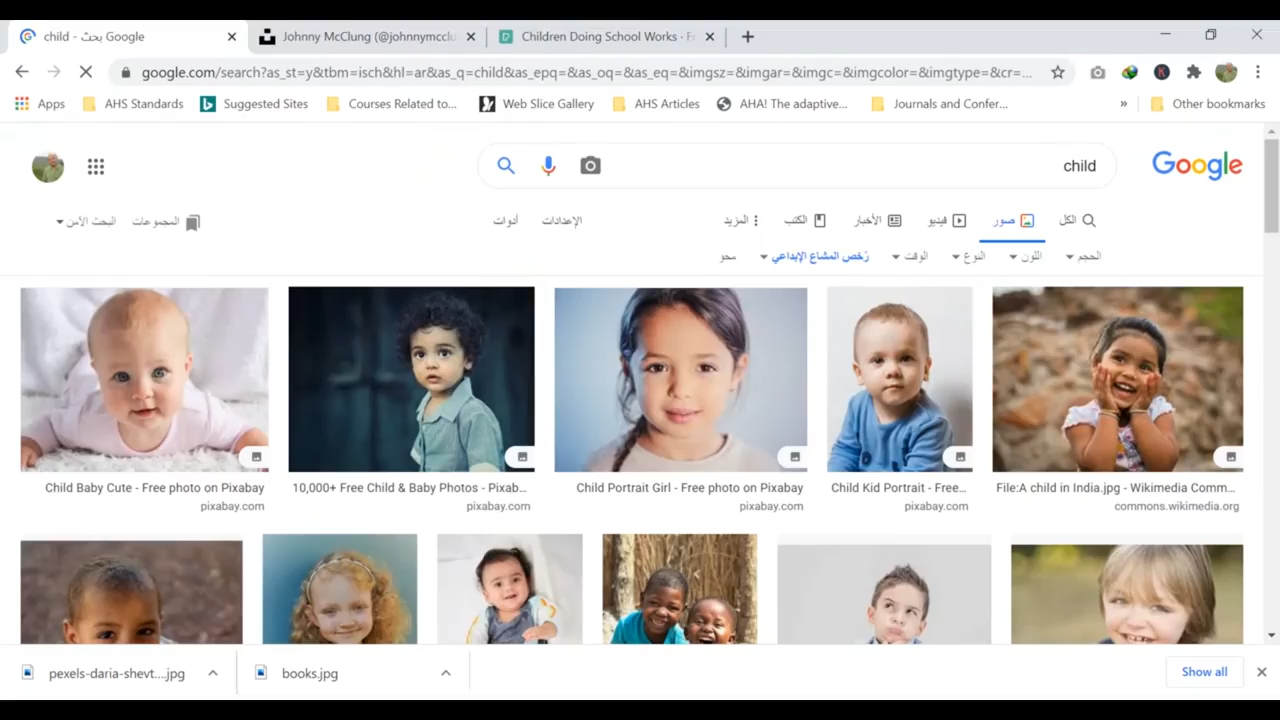 child - بحث Google
Johnny McClung (@johnnymcclu
Children Doing School Works · Fr
google.com/search?as_st=y&tbm=isch&hl=ar&as_q=child&as_epq=&as_oq=&as_eq=&imgsz=&imgar=&imgc=&imgcolor=&imgtype=&cr=...
Apps
AHS Standards
Suggested Sites
Courses Related to...
Web Slice Gallery
AHS Articles
AHA! The adaptive...
Journals and Confer...
»
Other bookmarks
child
Google
الكل
صور
فيديو
الأخبار
الكتب
المزيد
الإعدادات
أدوات
المجموعات
البحث الآمن
الحجم
اللون
النوع
الوقت
رُخص المشاع الإبداعي
محو
Child Baby Cute - Free photo on Pixabay
pixabay.com
10,000+ Free Child & Baby Photos - Pixab...
pixabay.com
Child Portrait Girl - Free photo on Pixabay
pixabay.com
Child Kid Portrait - Free...
pixabay.com
File:A child in India.jpg - Wikimedia Comm...
commons.wikimedia.org
pexels-daria-shevt....jpg
books.jpg
Show all